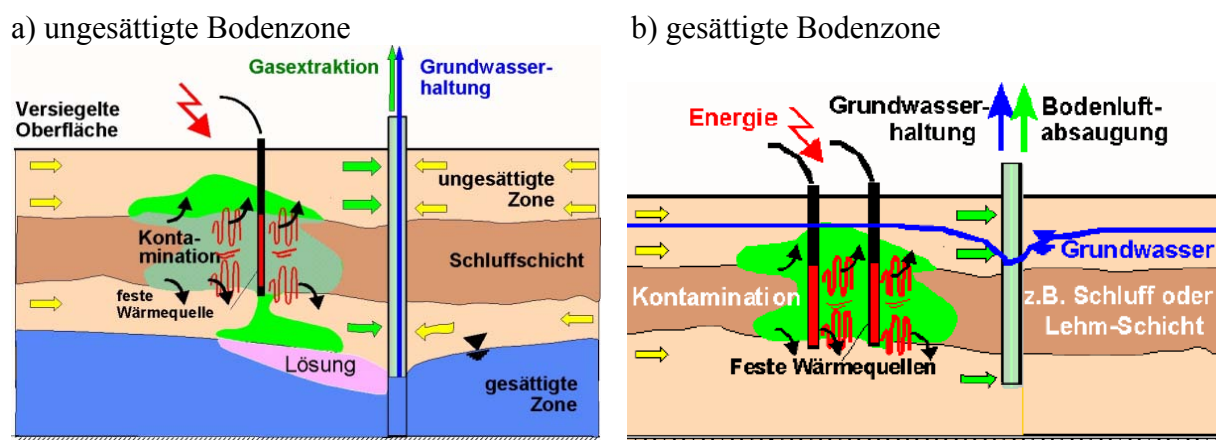 a) ungesättigte Bodenzone
Gasextraktion
Grundwasser-
haltung
Versiegelte
Oberfläche
ungesättigte
Zone
Konta-
mination
Schluffschicht
feste
Wärmequelle
Lösung
gesättigte
Zone
b) gesättigte Bodenzone
Energie
Grundwasser-
haltung
Bodenluft-
absaugung
Grundwasser
Kontamination
z.B. Schluff oder
Lehm-Schicht
Feste Wärmequellen